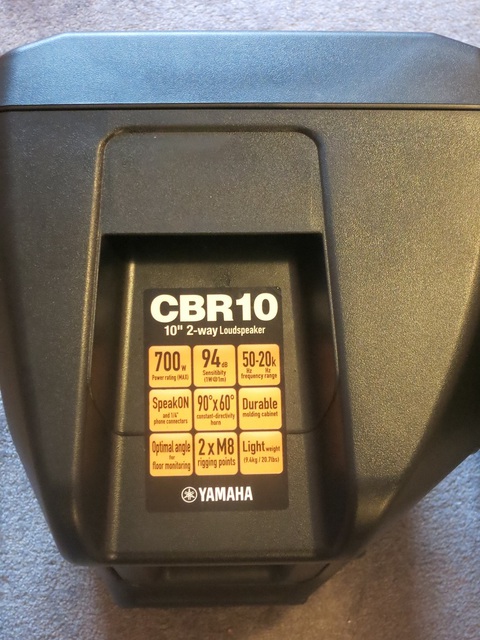 CBR10
10" 2-way Loudspeaker
700W
Power rating (MAX)
94dB
Sensitivity
(1W@1m)
50-20k
Hz Hz
frequency range
SpeakON
and 1/4"
phone connectors
90°x60°
constant-directivity
horn
Durable
molding cabinet
Optimal angle
for
floor monitoring
2 x M8
rigging points
Lightweight
(9.4kg / 20.7lbs)
YAMAHA